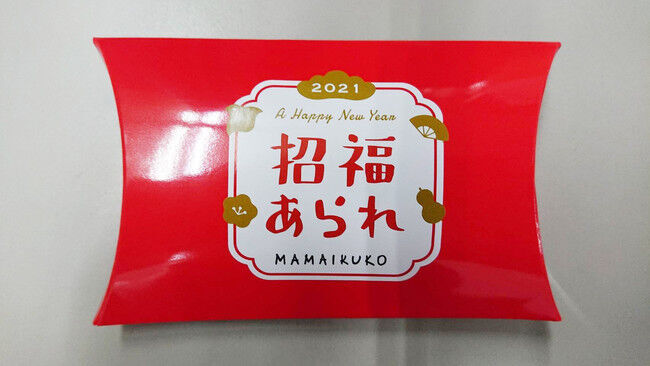 2021
A Happy New Year
招福
あられ
MAMAIKUKO